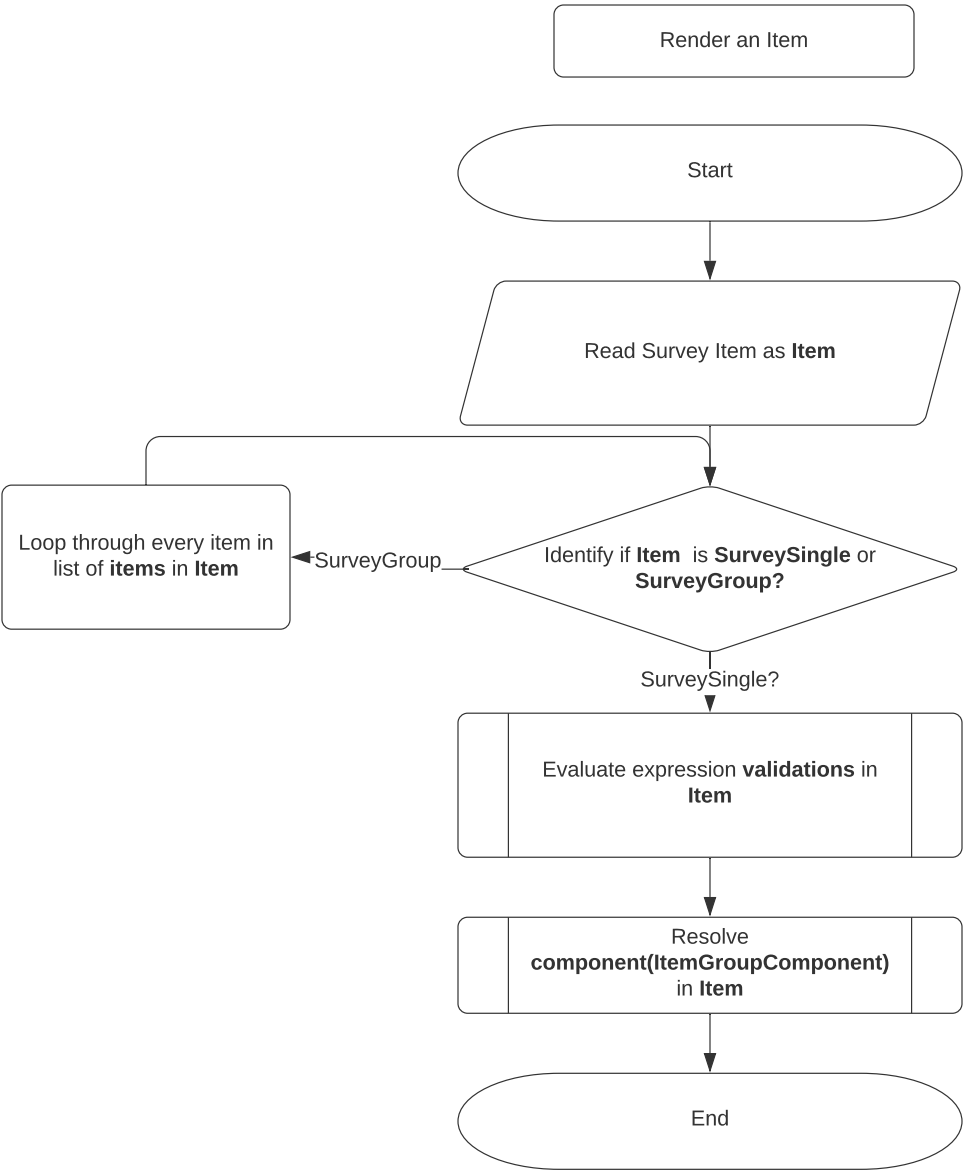 Render an Item
Start
Read Survey Item as Item
Loop through every item in
list of items in Item
SurveyGroup
Identify if Item  is SurveySingle or
SurveyGroup?
SurveySingle?
Evaluate expression validations in
Item
Resolve
component(ItemGroupComponent)
in Item
End